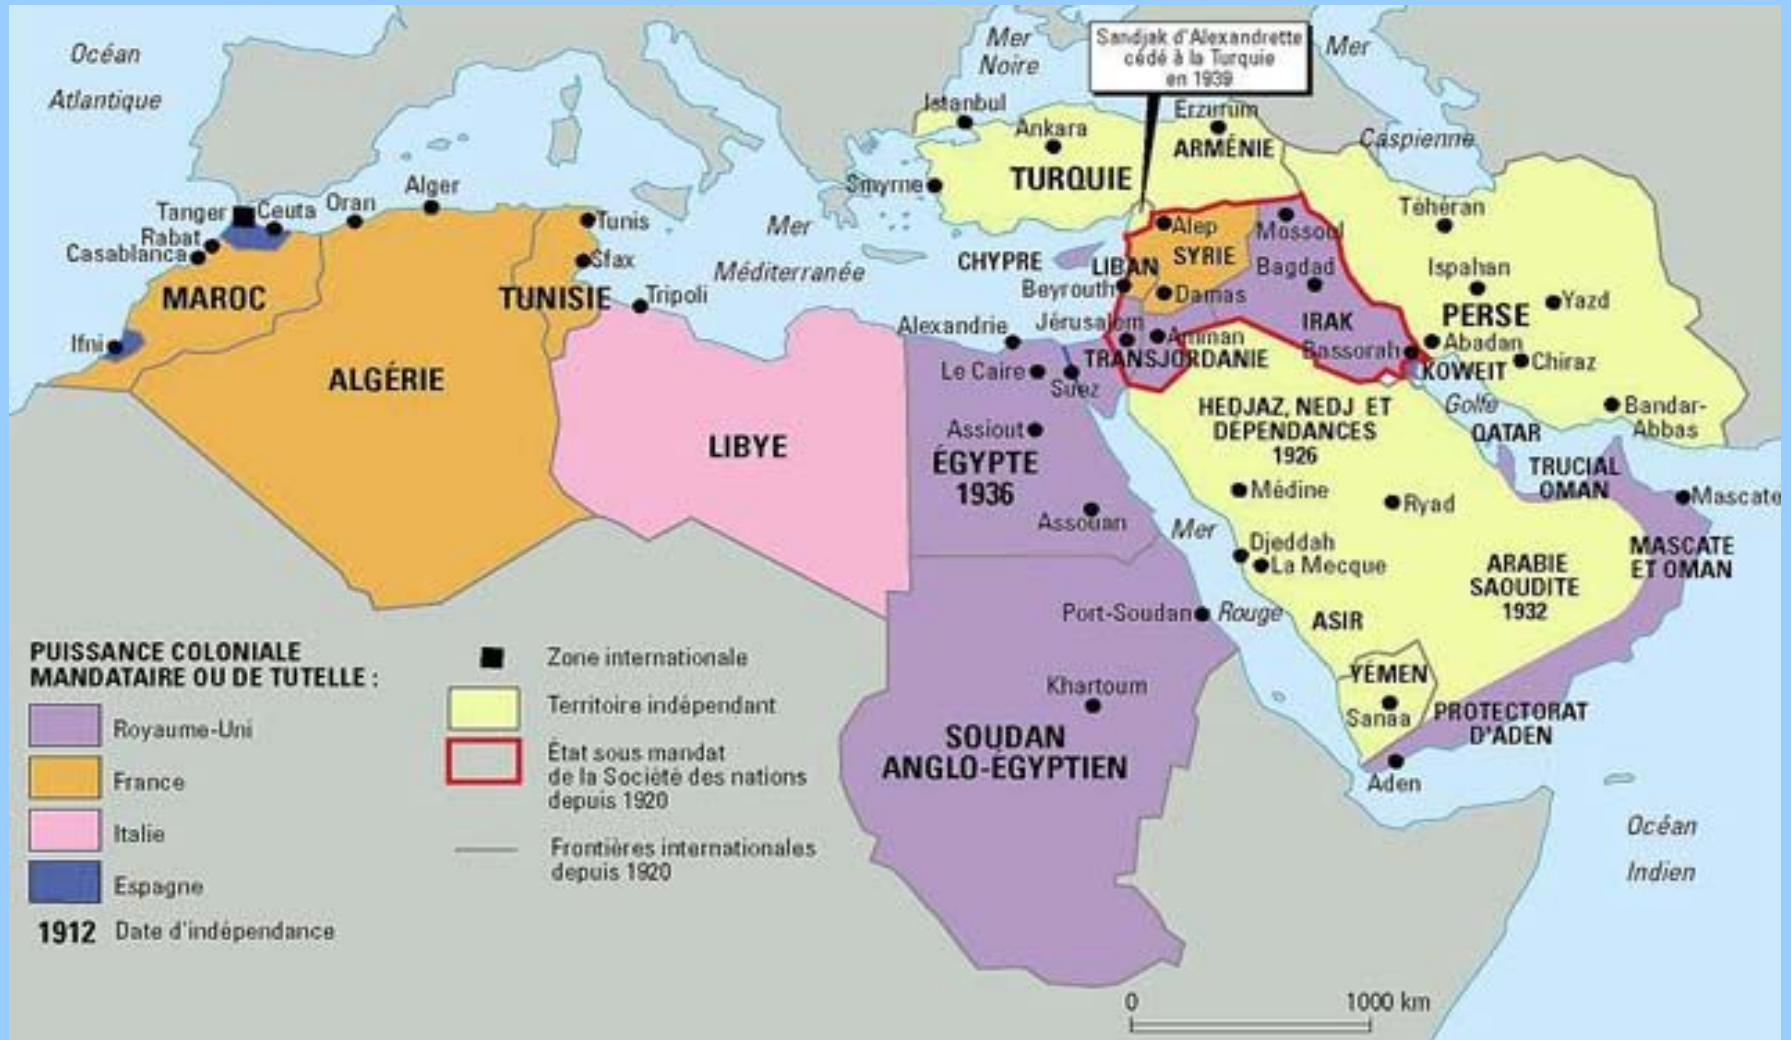 Océan
Atlantique
Mer
Noire
Sandjak d'Alexandrette
cédé à la Turquie
en 1939
Mer
Caspienne
Istanbul
Ankara
Erzurum
ARMÉNIE
TURQUIE
Smyrne
Tanger
Ceuta
Oran
Alger
Rabat
Casablanca
Tunis
Sfax
MAROC
TUNISIE
Tripoli
Ifni
ALGÉRIE
Mer
Méditerranée
CHYPRE
LIBAN
Beyrouth
Alep
SYRIE
Damas
Mossoul
Bagdad
IRAK
Bassorah
Téhéran
Ispahan
Yazd
PERSE
Abadan
Chiraz
KOWEIT
Golfe
Bandar-
Abbas
Alexandrie
Jérusalem
Amman
TRANSJORDANIE
Le Caire
Suez
Assiout
LIBYE
ÉGYPTE
1936
Assouan
HEDJAZ, NEDJ ET
DÉPENDANCES
1926
QATAR
TRUCIAL
OMAN
Mascate
Médine
Ryad
Mer
Rouge
Djeddah
La Mecque
ARABIE
SAOUDITE
1932
MASCATE
ET OMAN
Port-Soudan
ASIR
YÉMEN
Sanaa
PROTECTORAT
D'ADEN
Aden
Khartoum
SOUDAN
ANGLO-ÉGYPTIEN
Océan
Indien
PUISSANCE COLONIALE
MANDATAIRE OU DE TUTELLE :
Royaume-Uni
France
Italie
Espagne
1912 Date d'indépendance
Zone internationale
Territoire indépendant
État sous mandat
de la Société des nations
depuis 1920
Frontières internationales
depuis 1920
0 1000 km